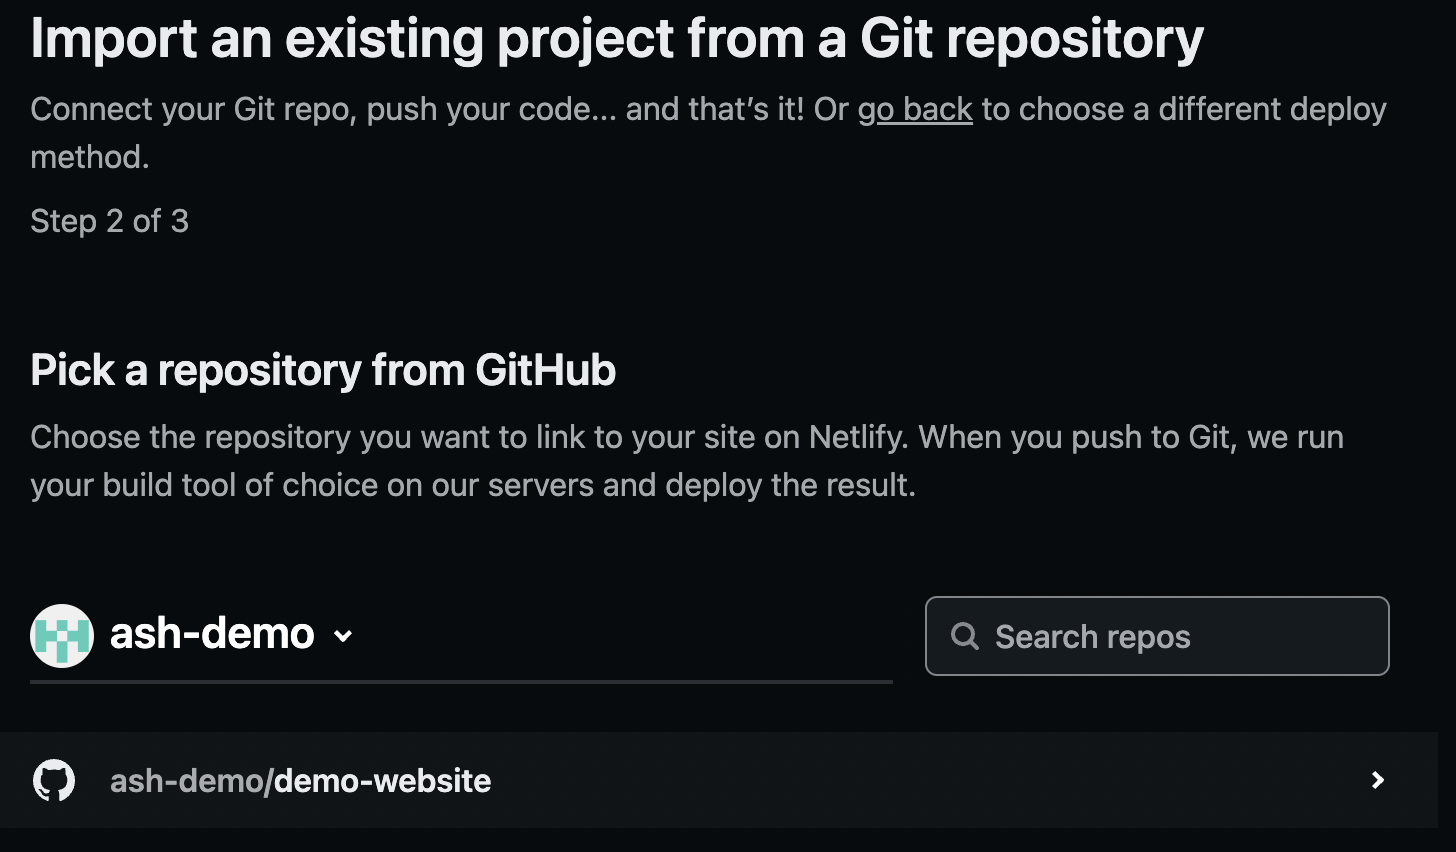 Import an existing project from a Git repository
Connect your Git repo, push your code... and that’s it! Or go back to choose a different deploy
method.
Step 2 of 3
Pick a repository from GitHub
Choose the repository you want to link to your site on Netlify. When you push to Git, we run
your build tool of choice on our servers and deploy the result.
ash-demo
Search repos
ash-demo/demo-website